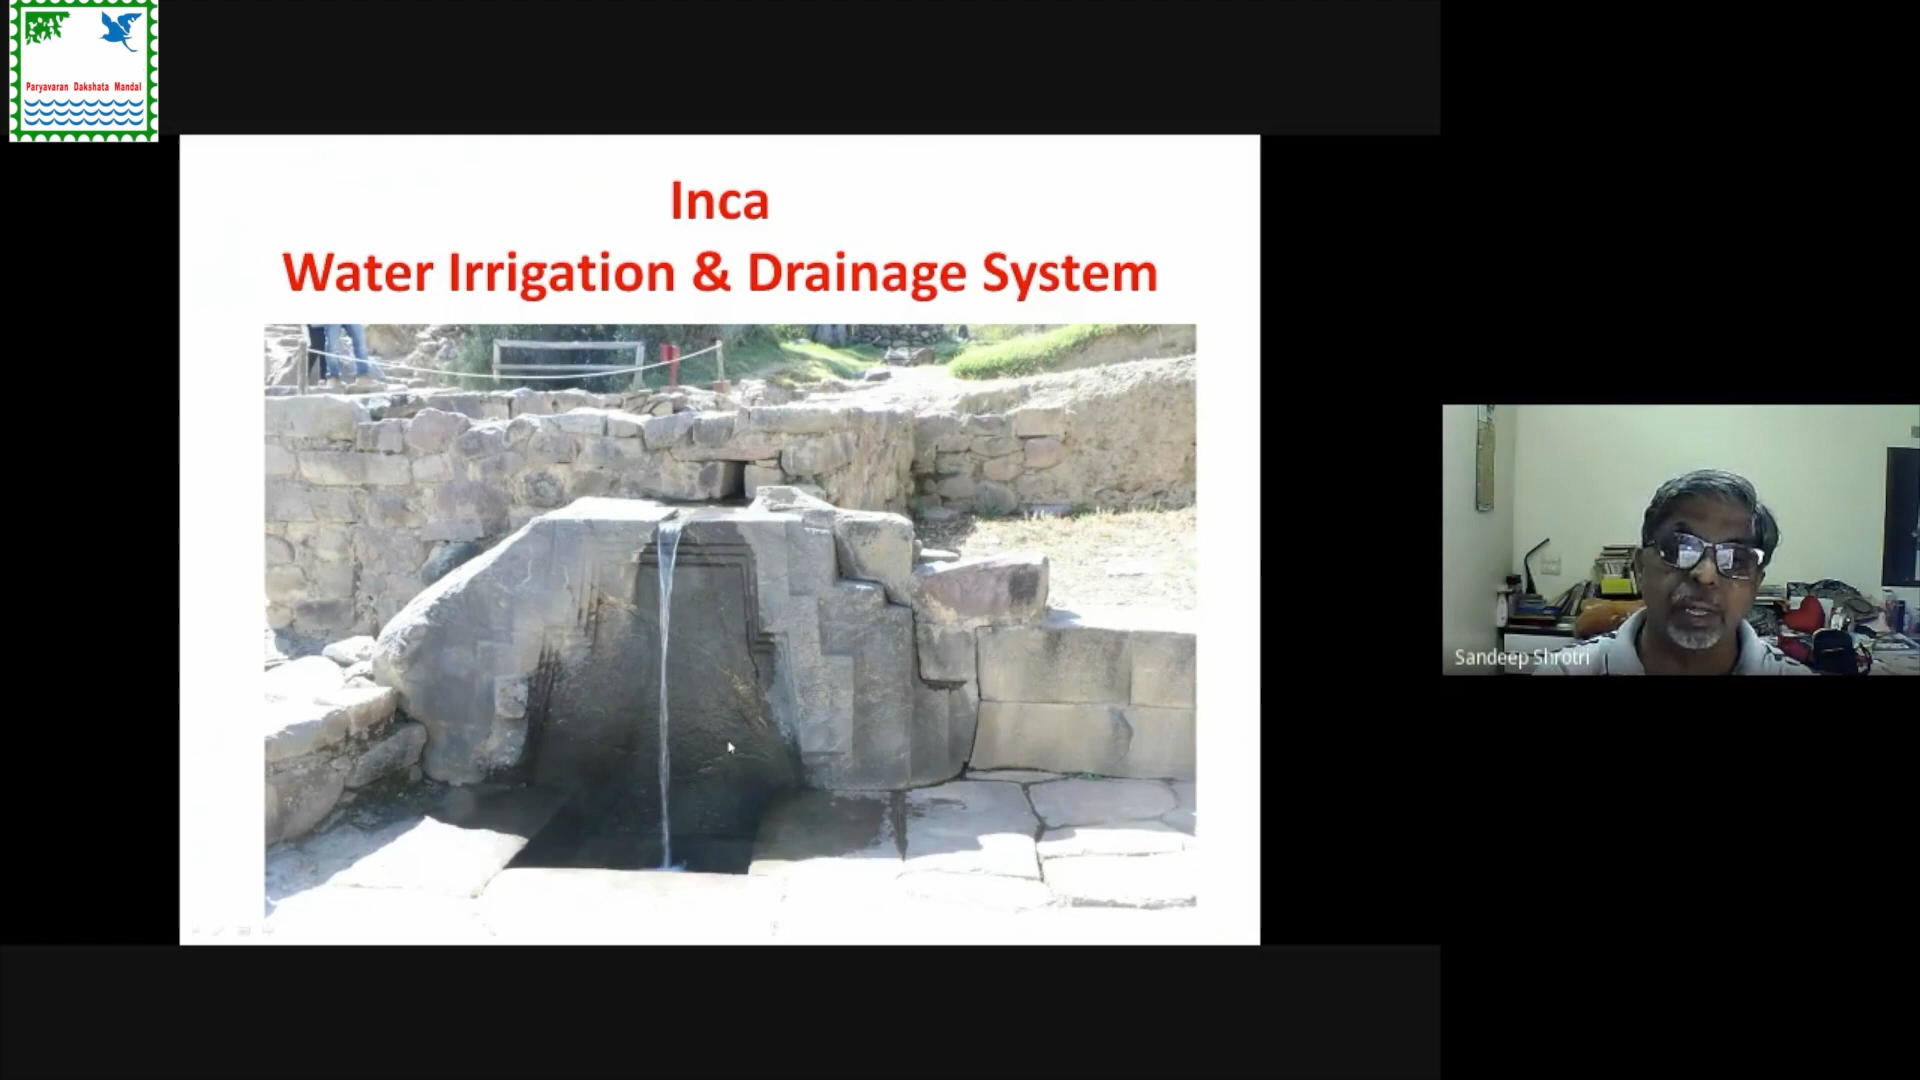 Paryavaran Dakshata Mandal
Inca
Water Irrigation & Drainage System
Sandeep Shrotri